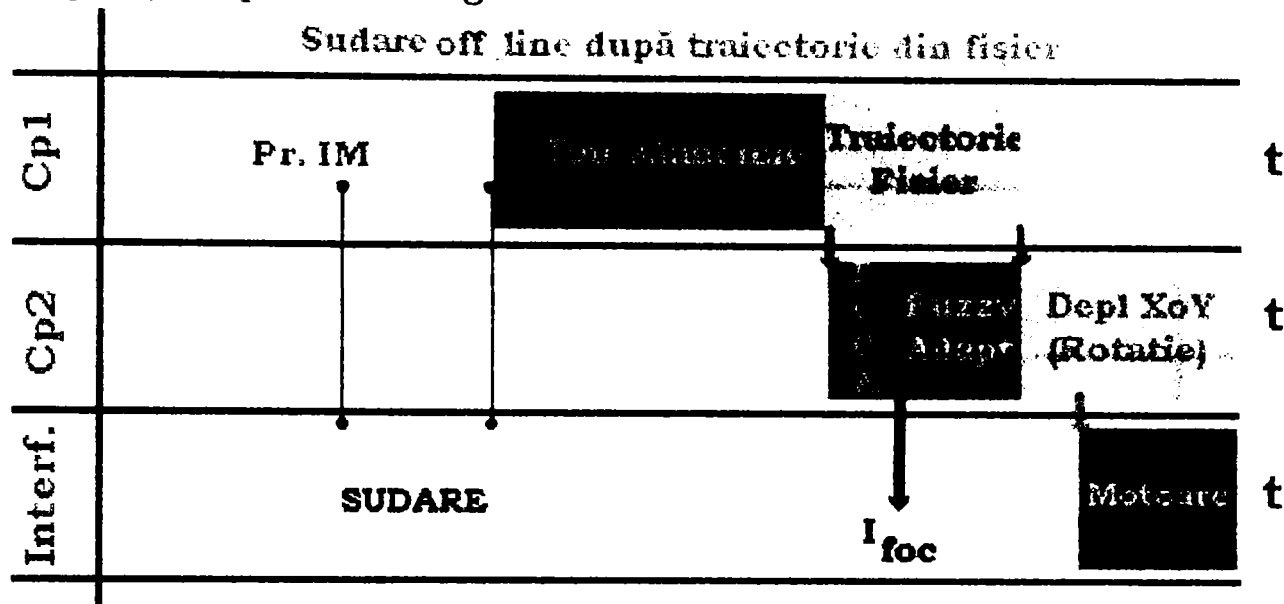 Sudare off line după traiectorie din fisier
Cp1
Pr. IM
Traiectorie
Fisier
t
Cp2
Fuzzy
Adapt
Depl XoY
(Rotatie)
t
Interf.
SUDARE
I foc
Motoare
t